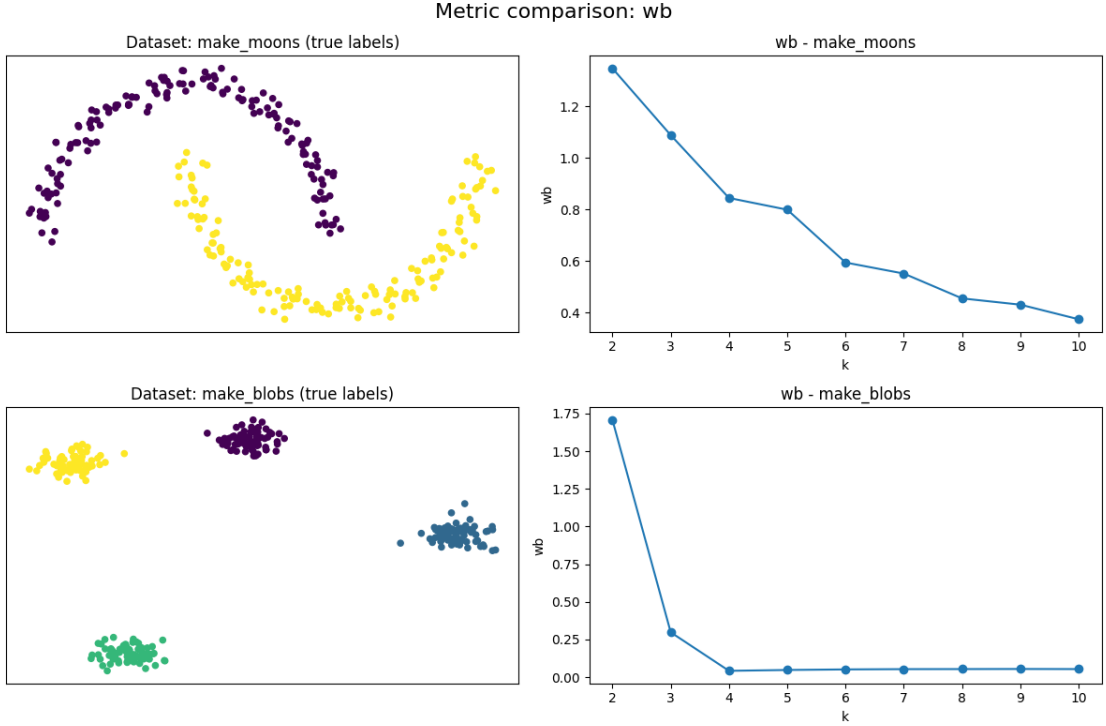 Metric comparison: wb
Dataset: make_moons (true labels)
wb - make_moons
1.2
1.0
0.8
0.6
0.4
wb
2 3 4 5 6 7 8 9 10
k
Dataset: make_blobs (true labels)
wb - make_blobs
1.75
1.50
1.25
1.00
0.75
0.50
0.25
0.00
wb
2 3 4 5 6 7 8 9 10
k